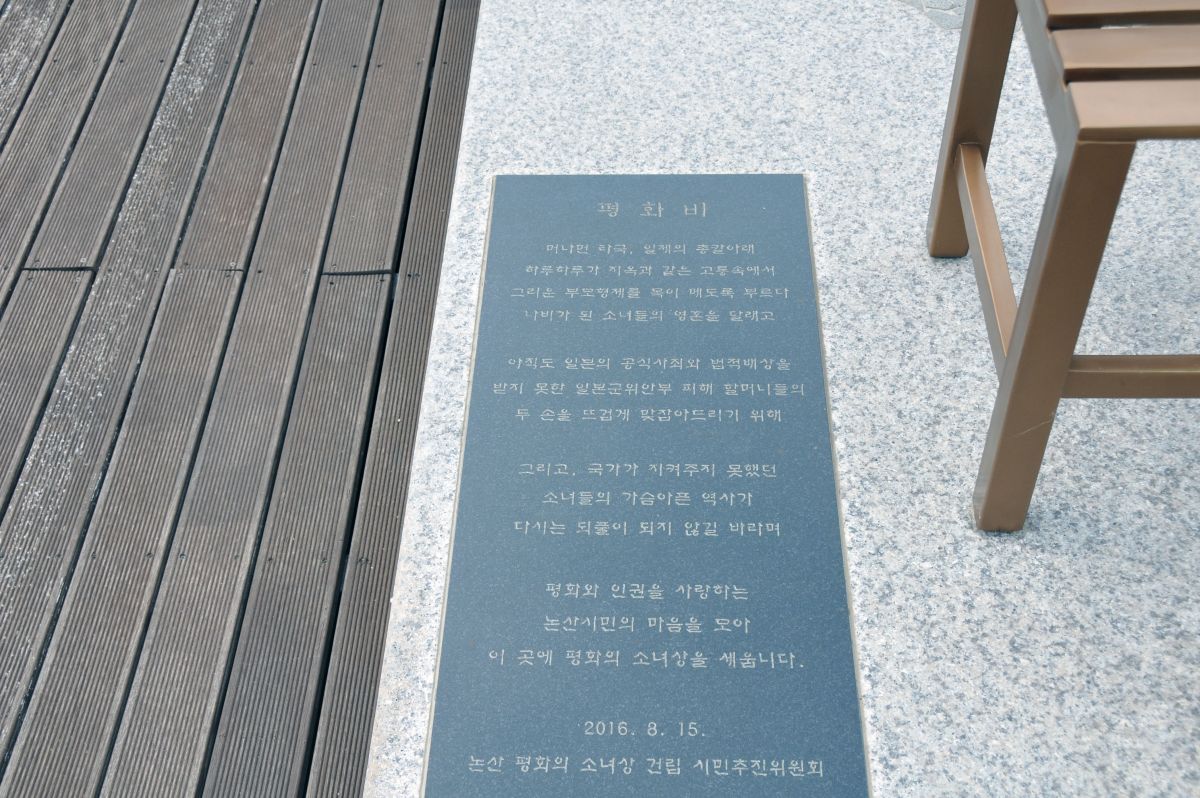 평 화 비
머나먼 타국, 일제의 총칼아래
하루하루가 지옥과 같은 고통속에서
그리운 부모형제를 목이 메도록 부르다
나비가 된 소녀들의 영혼을 달래고
아직도 일본의 공식사죄와 법적배상을
받지 못한 일본군위안부 피해 할머니들의
두 손을 뜨겁게 맞잡아드리기 위해
그리고, 국가가 지켜주지 못했던
소녀들의 가슴아픈 역사가
다시는 되풀이 되지 않길 바라며
평화와 인권을 사랑하는
논산시민의 마음을 모아
이 곳에 평화의 소녀상을 세웁니다.
2016. 8. 15.
논산 평화의 소녀상 건립 시민추진위원회